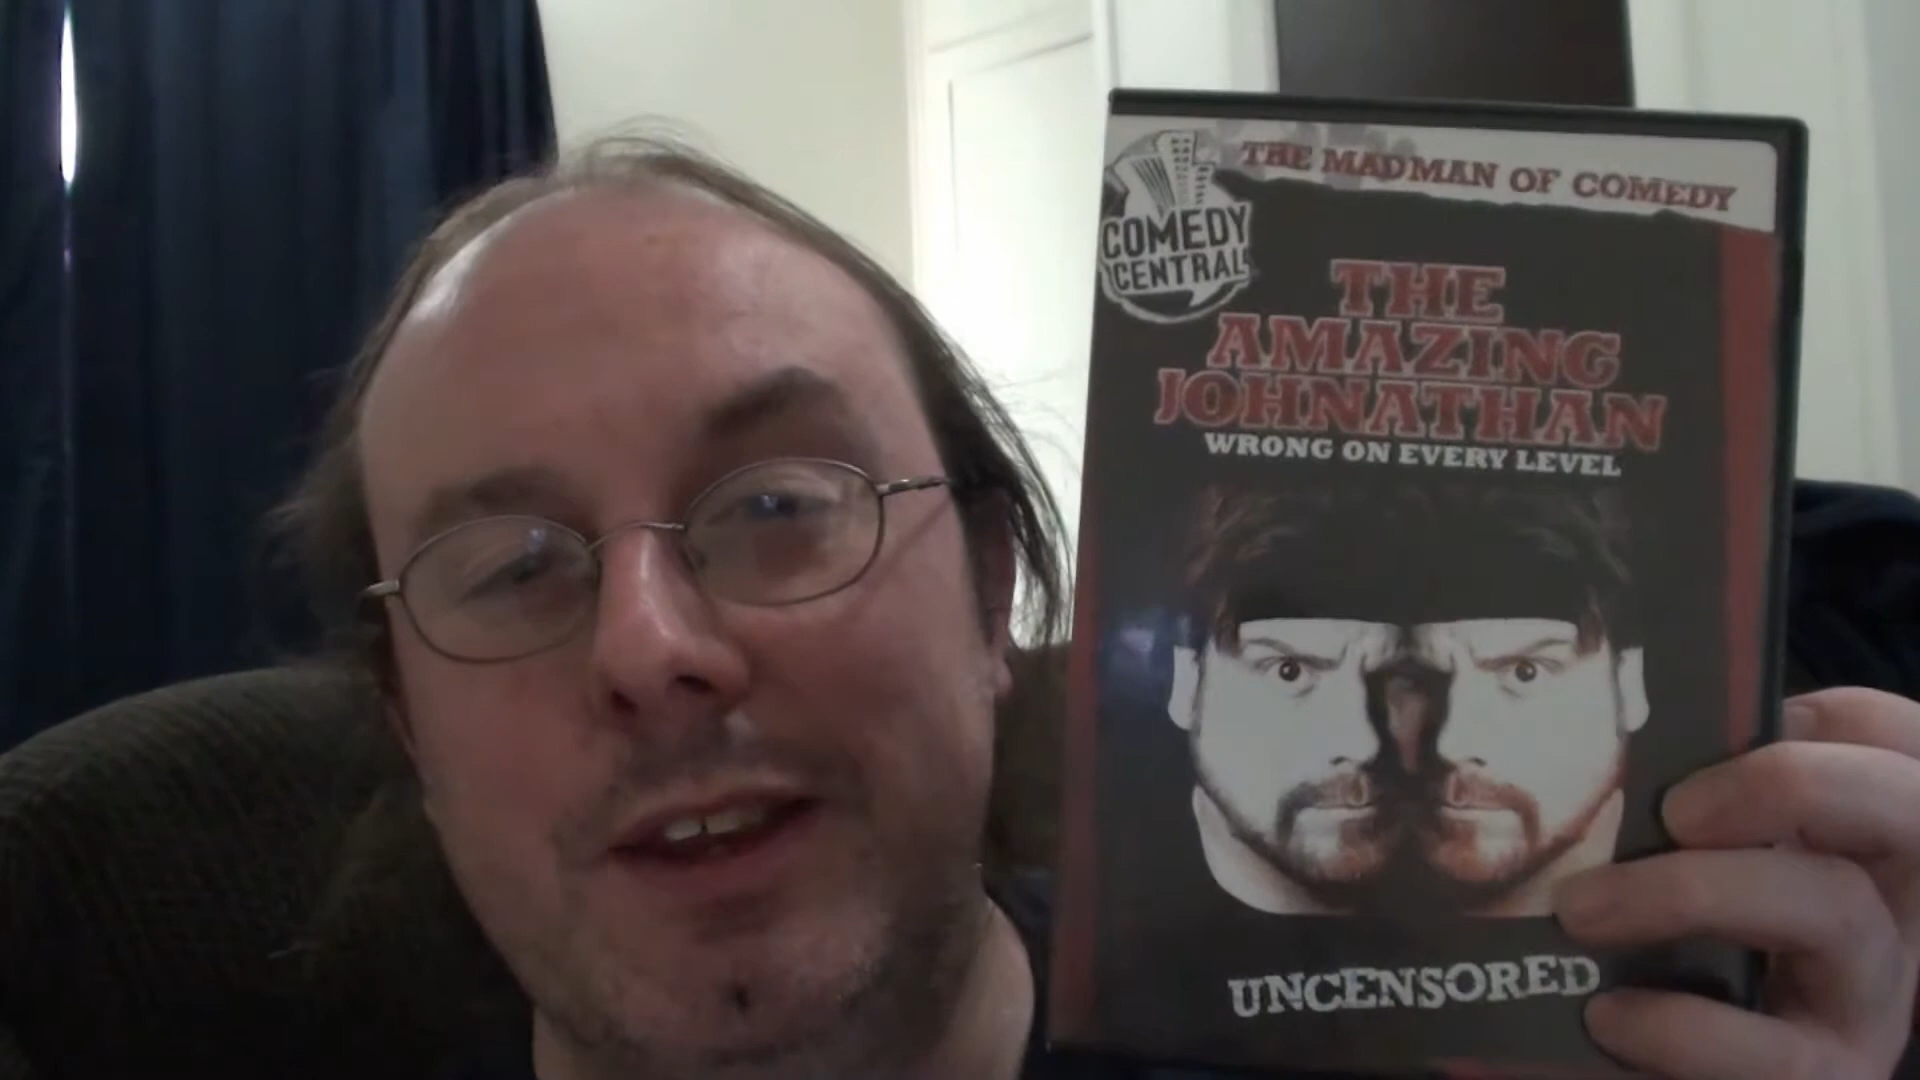 THE MADMAN OF COMEDY
COMEDY
CENTRAL
THE
AMAZING
JOHNATHAN
WRONG ON EVERY LEVEL
UNCENSORED